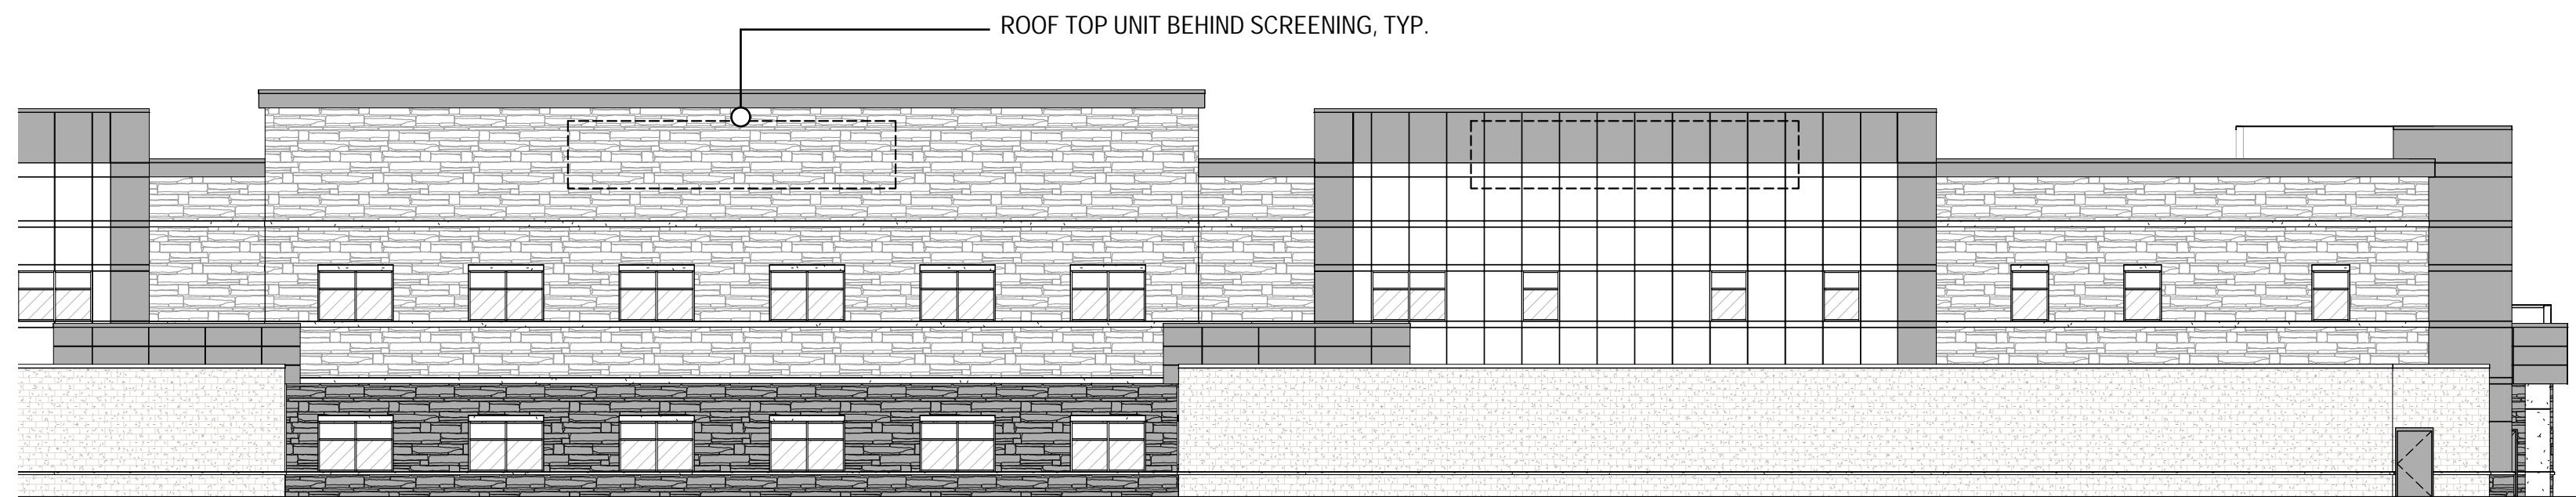 ROOF TOP UNIT BEHIND SCREENING, TYP.